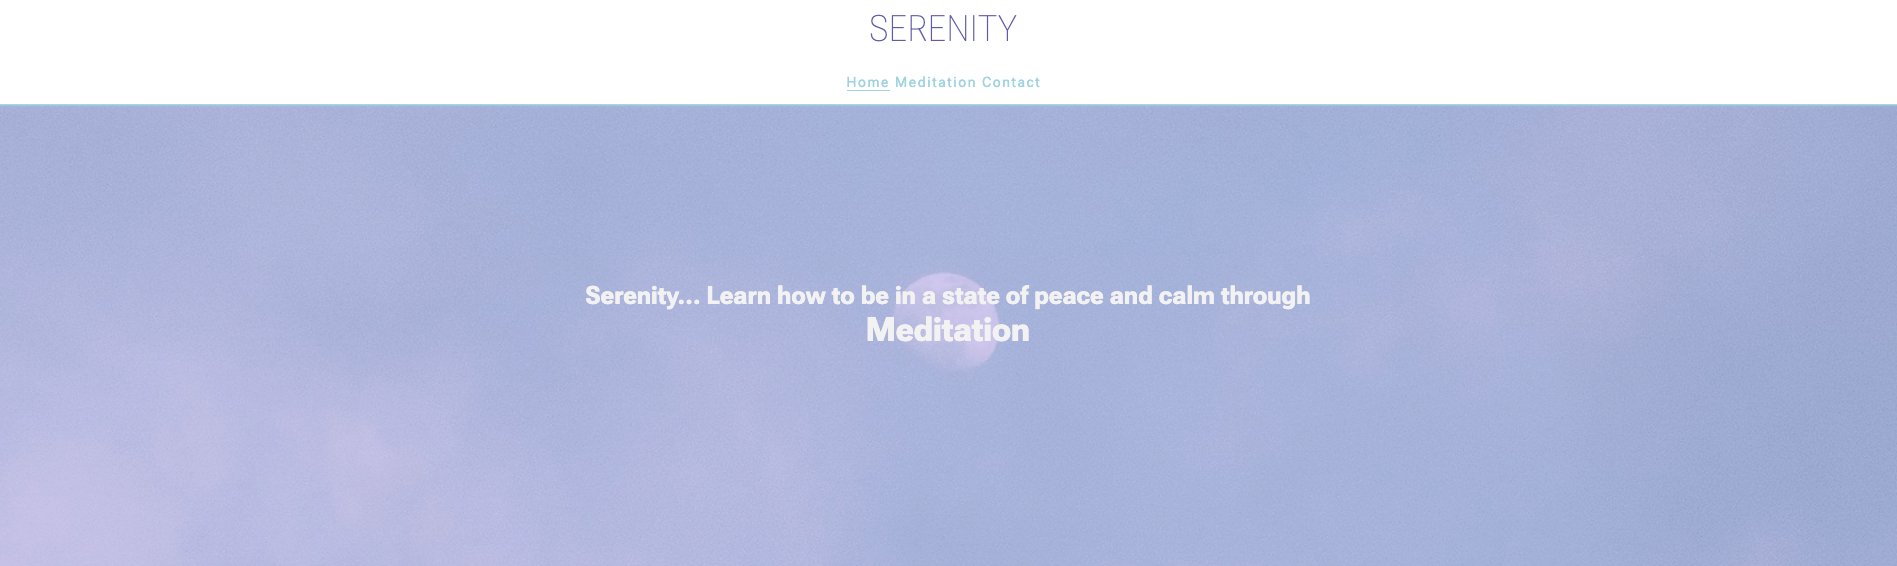 SERENITY
Home Meditation Contact
Serenity... Learn how to be in a state of peace and calm through
Meditation